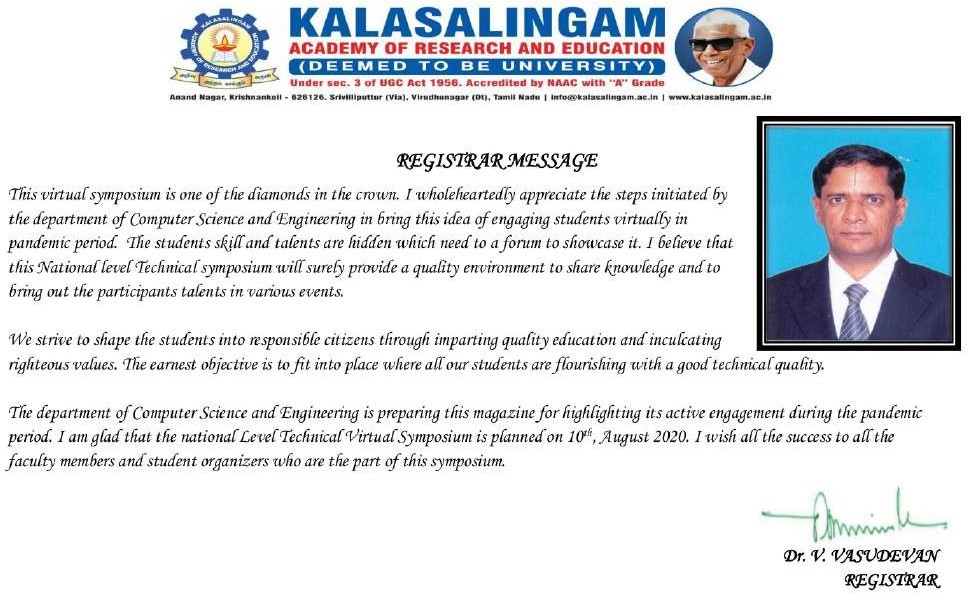 KALASALINGAM
ACADEMY OF RESEARCH AND EDUCATION
(DEEMED TO BE UNIVERSITY)
Under sec. 3 of UGC Act 1956. Accredited by NAAC with "A" Grade
Anand Nagar, Krishnankoil - 626126. Srivilliputtur (Via), Virudhunagar (Dt), Tamil Nadu | info@kalasalingam.ac.in | www.kalasalingam.ac.in
REGISTRAR MESSAGE
This virtual symposium is one of the diamonds in the crown. I wholeheartedly appreciate the steps initiated by
the department of Computer Science and Engineering in bring this idea of engaging students virtually in
pandemic period. The students skill and talents are hidden which need to a forum to showcase it. I believe that
this National level Technical symposium will surely provide a quality environment to share knowledge and to
bring out the participants talents in various events.
We strive to shape the students into responsible citizens through imparting quality education and inculcating
righteous values. The earnest objective is to fit into place where all our students are flourishing with a good technical quality.
The department of Computer Science and Engineering is preparing this magazine for highlighting its active engagement during the pandemic
period. I am glad that the national Level Technical Virtual Symposium is planned on 10th, August 2020. I wish all the success to all the
faculty members and student organizers who are the part of this symposium.
Dr. V. VASUDEVAN
REGISTRAR